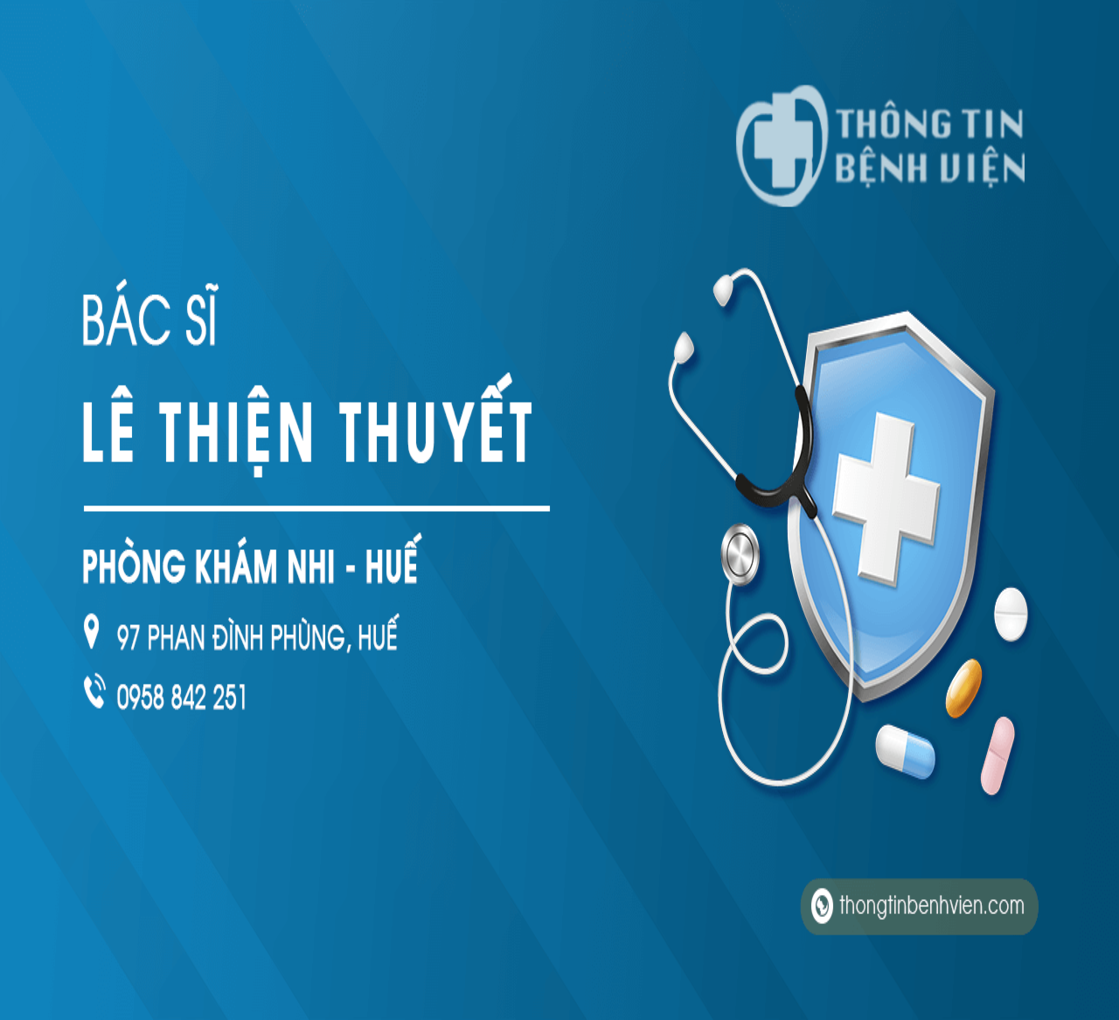 THÔNG TIN
BỆNH VIỆN
BÁC SĨ
LÊ THIỆN THUYẾT
PHÒNG KHÁM NHI - HUẾ
97 PHAN ĐÌNH PHÙNG, HUẾ
0958 842 251
thongtinbenhvien.com